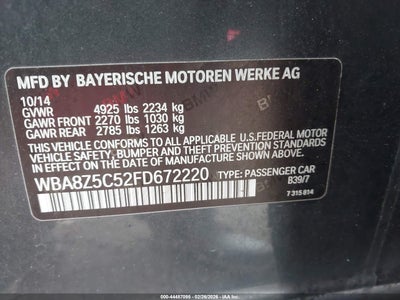 MFD BY BAYERISCHE MOTOREN WERKE AG
10/14
GVWR 4925 lbs 2234 kg
GAWR FRONT 2270 lbs 1030 kg
GAWR REAR 2785 lbs 1263 kg
THIS VEHICLE CONFORMS TO ALL APPLICABLE U.S.FEDERAL MOTOR
VEHICLE SAFETY, BUMPER, AND THEFT PREVENTION STANDARDS IN
EFFECT ON THE DATE OF MANUFACTURE SHOWN ABOVE.
WBA8Z5C52FD672220 TYPE: PASSENGER CAR
B39/7
7 315 814
000-44487095 - 02/26/2026 - IAA